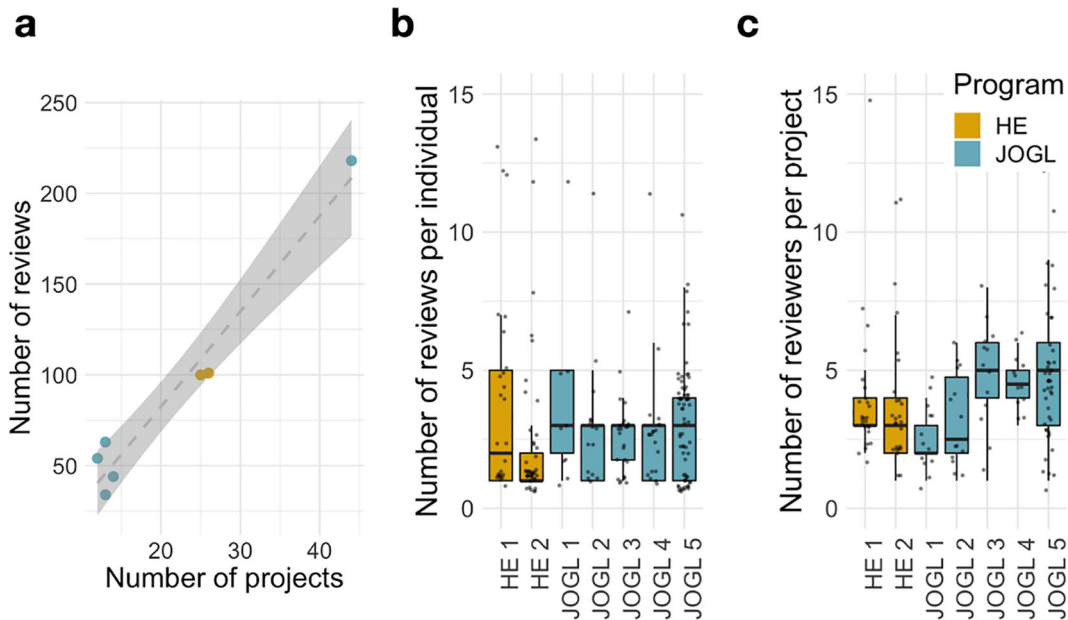 a
Number of reviews
250
200
150
100
50
20 30 40
Number of projects
b
Number of reviews per individual
15
10
5
0
HE 1
HE 2
JOGL 1
JOGL 2
JOGL 3
JOGL 4
JOGL 5
c
Number of reviewers per project
15
10
5
0
HE 1
HE 2
JOGL 1
JOGL 2
JOGL 3
JOGL 4
JOGL 5
Program
HE
JOGL